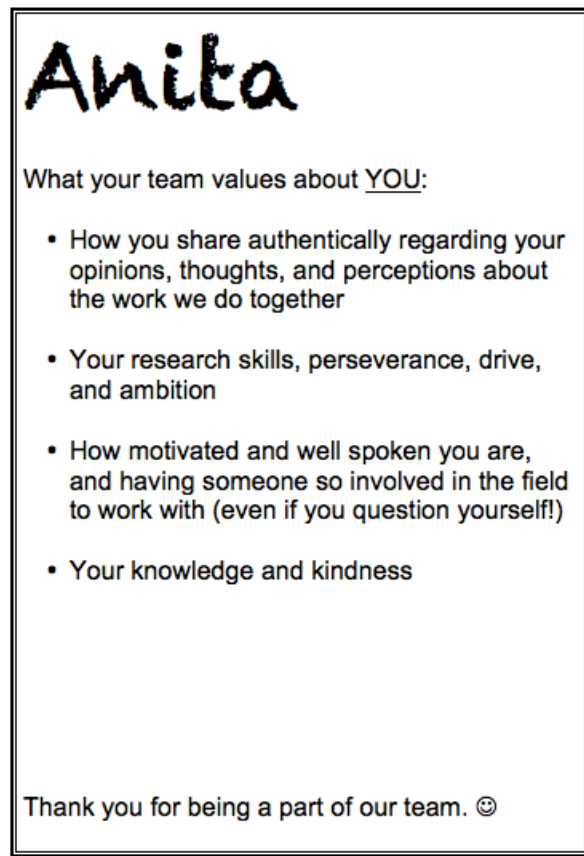 Anita
What your team values about YOU:
• How you share authentically regarding your
opinions, thoughts, and perceptions about
the work we do together
• Your research skills, perseverance, drive,
and ambition
• How motivated and well spoken you are,
and having someone so involved in the field
to work with (even if you question yourself!)
• Your knowledge and kindness
Thank you for being a part of our team. ☺